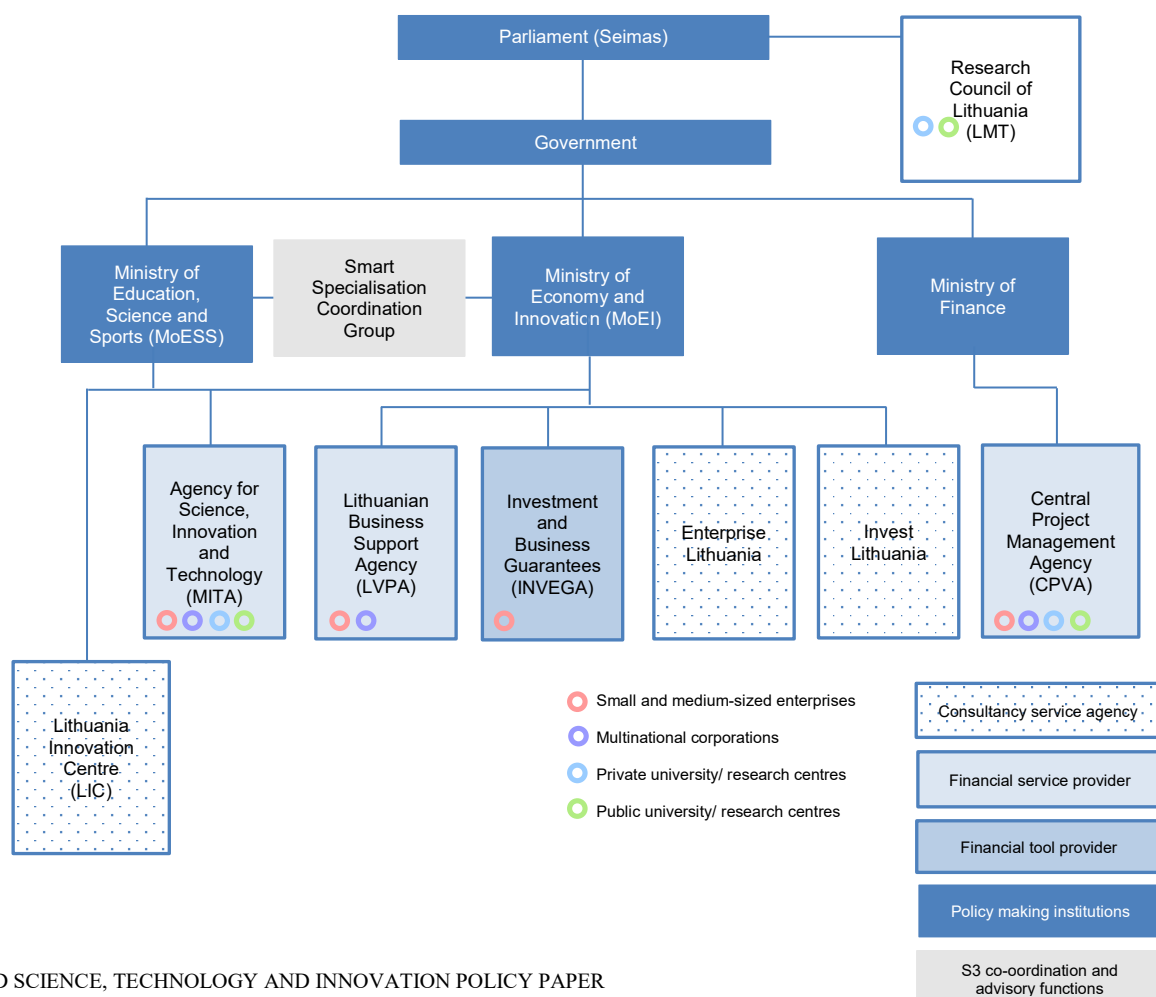 Parliament (Seimas)
Research
Council of
Lithuania
(LMT)
Government
Ministry of
Education,
Science and
Sports (MoESS)
Smart
Specialisation
Coordination
Group
Ministry of
Economy and
Innovation (MoEI)
Ministry of
Finance
Agency for
Science,
Innovation
and
Technology
(MITA)
Lithuanian
Business
Support
Agency
(LVPA)
Investment
and
Business
Guarantees
(INVEGA)
Enterprise
Lithuania
Invest
Lithuania
Central
Project
Management
Agency
(CPVA)
Lithuania
Innovation
Centre
(LIC)
Small and medium-sized enterprises
Multinational corporations
Private university/ research centres
Public university/ research centres
Consultancy service agency
Financial service provider
Financial tool provider
Policy making institutions
S3 co-oordination and
advisory functions
D SCIENCE, TECHNOLOGY AND INNOVATION POLICY PAPER